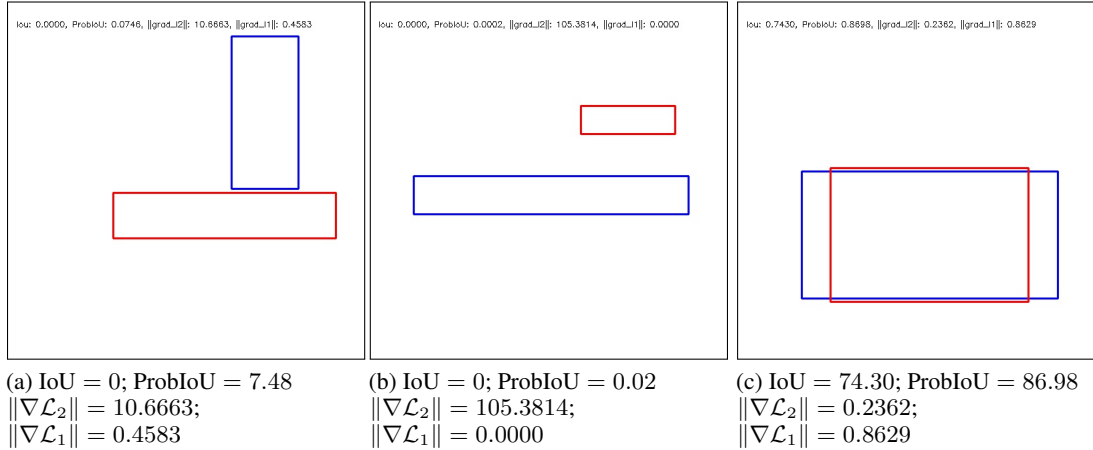 Iou: 0.0000, ProbIoU: 0.0746, ||grad_l2||: 10.6663, ||grad_l1||: 0.4583
Iou: 0.0000, ProbIoU: 0.0002, ||grad_l2||: 105.3814, ||grad_l1||: 0.0000
Iou: 0.7430, ProbIoU: 0.8698, ||grad_l2||: 0.2362, ||grad_l1||: 0.8629
(a) IoU = 0; ProbIoU = 7.48
‖∇ℒ₂‖ = 10.6663;
‖∇ℒ₁‖ = 0.4583
(b) IoU = 0; ProbIoU = 0.02
‖∇ℒ₂‖ = 105.3814;
‖∇ℒ₁‖ = 0.0000
(c) IoU = 74.30; ProbIoU = 86.98
‖∇ℒ₂‖ = 0.2362;
‖∇ℒ₁‖ = 0.8629